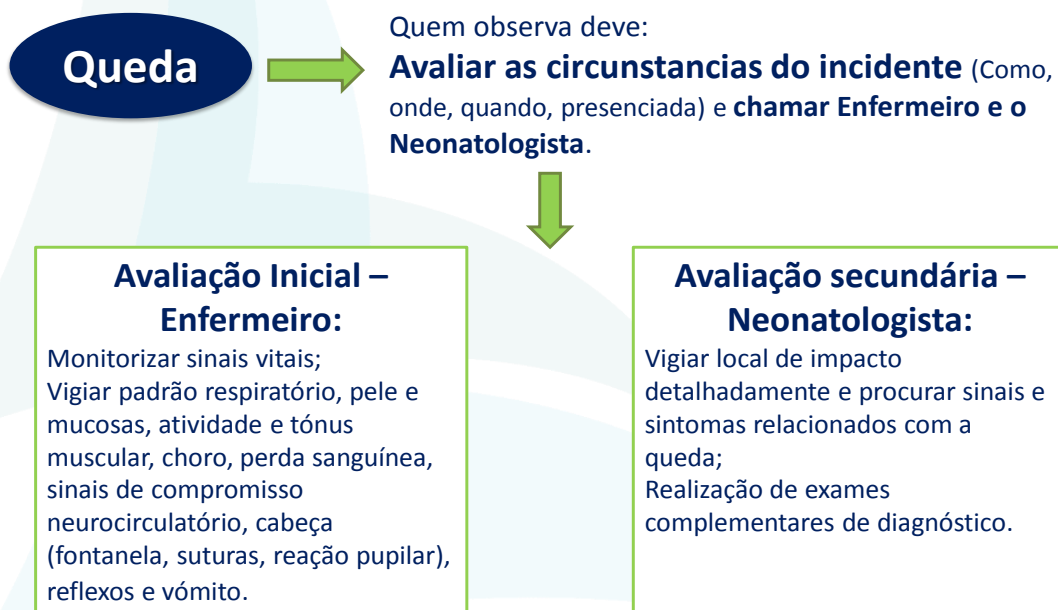 Queda
Quem observa deve:
Avaliar as circunstancias do incidente (Como,
onde, quando, presenciada) e chamar Enfermeiro e o
Neonatologista.
Avaliação Inicial –
Enfermeiro:
Monitorizar sinais vitais;
Vigiar padrão respiratório, pele e
mucosas, atividade e tónus
muscular, choro, perda sanguínea,
sinais de compromisso
neurocirculatório, cabeça
(fontanela, suturas, reação pupilar),
reflexos e vómito.
Avaliação secundária –
Neonatologista:
Vigiar local de impacto
detalhadamente e procurar sinais e
sintomas relacionados com a
queda;
Realização de exames
complementares de diagnóstico.